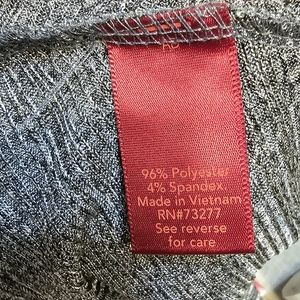 96% Polyester
4% Spandex.
Made in Vietnam
RN#73277
See reverse
for care